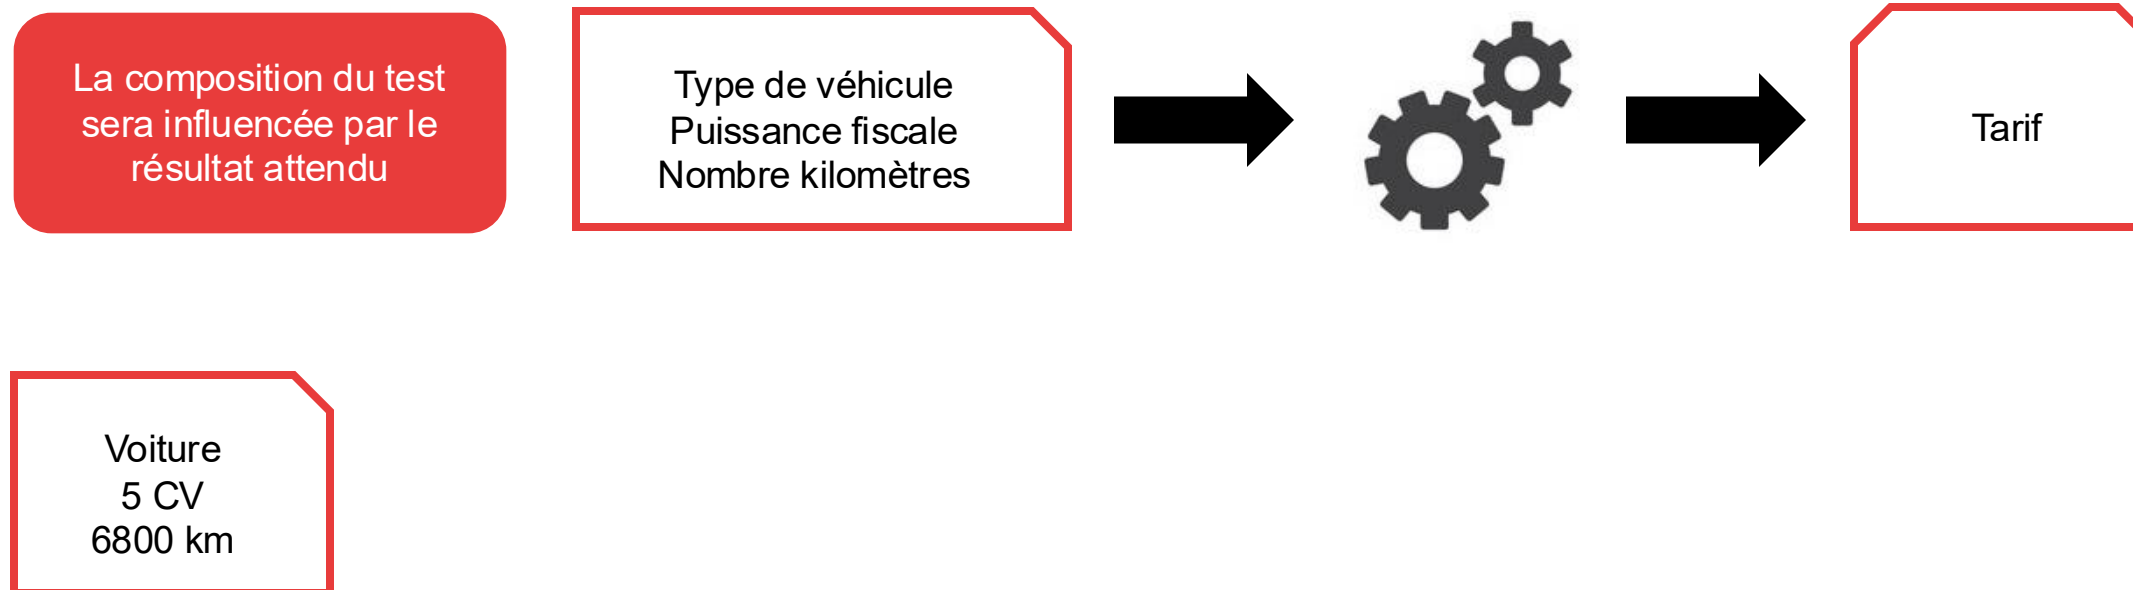 La composition du test
sera influencée par le
résultat attendu
Type de véhicule
Puissance fiscale
Nombre kilomètres
Tarif
Voiture
5 CV
6800 km